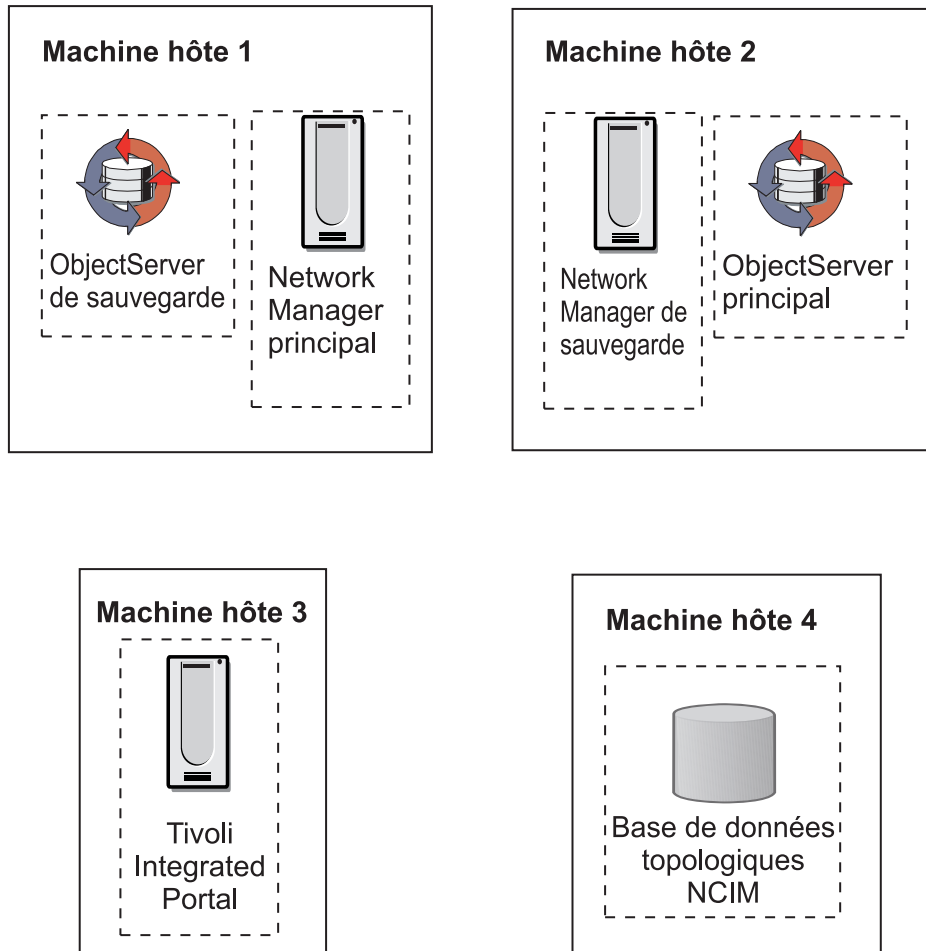 Machine hôte 1
ObjectServer
de sauvegarde
Network
Manager
principal
Machine hôte 2
Network
Manager de
sauvegarde
ObjectServer
principal
Machine hôte 3
Tivoli
Integrated
Portal
Machine hôte 4
Base de données
topologiques
NCIM